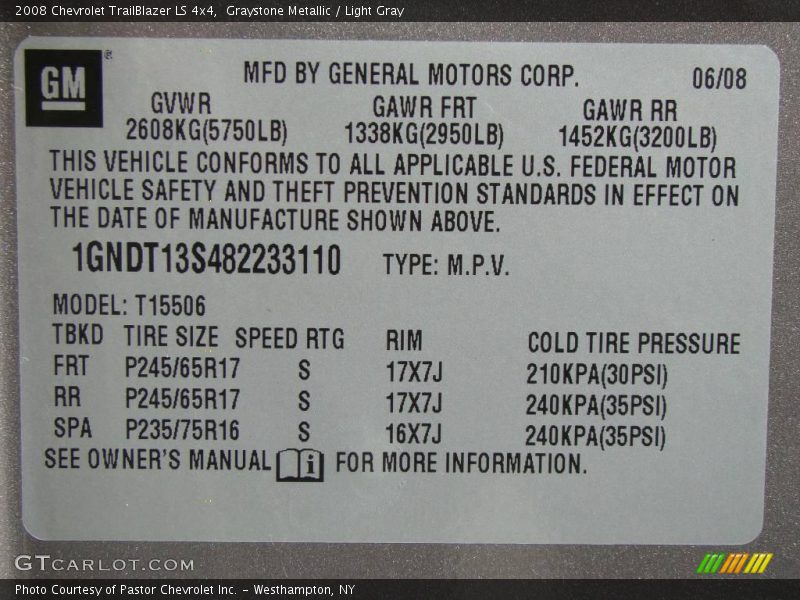 2008 Chevrolet TrailBlazer LS 4x4,  Graystone Metallic / Light Gray
GM ®
MFD BY GENERAL MOTORS CORP. 06/08
GVWR GAWR FRT GAWR RR
2608KG(5750LB) 1338KG(2950LB) 1452KG(3200LB)
THIS VEHICLE CONFORMS TO ALL APPLICABLE U.S. FEDERAL MOTOR
VEHICLE SAFETY AND THEFT PREVENTION STANDARDS IN EFFECT ON
THE DATE OF MANUFACTURE SHOWN ABOVE.
1GNDT13S482233110 TYPE: M.P.V.
MODEL: T15506
TBKD TIRE SIZE SPEED RTG RIM COLD TIRE PRESSURE
FRT P245/65R17 S 17X7J 210KPA(30PSI)
RR P245/65R17 S 17X7J 240KPA(35PSI)
SPA P235/75R16 S 16X7J 240KPA(35PSI)
SEE OWNER'S MANUAL i FOR MORE INFORMATION.
GTCARLOT.COM
Photo Courtesy of Pastor Chevrolet Inc. - Westhampton, NY